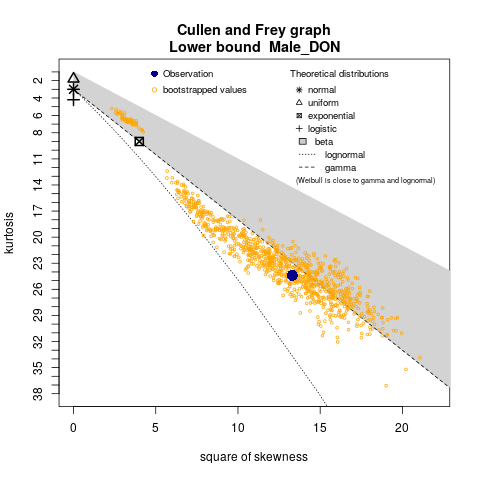 Cullen and Frey graph
Lower bound Male_DON
Observation
bootstrapped values
Theoretical distributions
normal
uniform
exponential
logistic
beta
lognormal
gamma
(Weibull is close to gamma and lognormal)
kurtosis
2
4
6
8
11
14
17
20
23
26
29
32
35
38
0
5
10
15
20
square of skewness